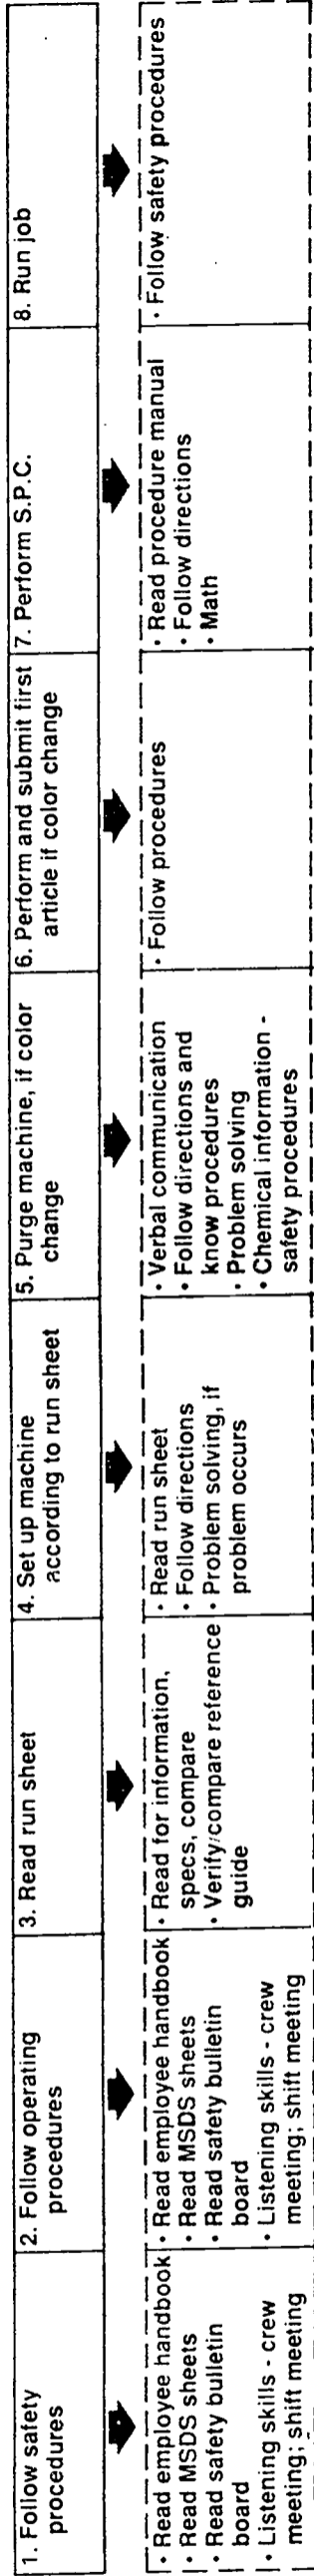 1. Follow safety
procedures
2. Follow operating
procedures
3. Read run sheet
4. Set up machine
according to run sheet
5. Purge machine, if color
change
6. Perform and submit first
article if color change
7. Perform S.P.C.
8. Run job
• Read employee handbook
• Read MSDS sheets
• Read safety bulletin
board
• Listening skills - crew
meeting; shift meeting
• Read employee handbook
• Read MSDS sheets
• Read safety bulletin
board
• Listening skills - crew
meeting; shift meeting
• Read for information,
specs, compare
• Verify/compare reference
guide
• Read run sheet
• Follow directions
• Problem solving, if
problem occurs
• Verbal communication
• Follow directions and
know procedures
• Problem solving
• Chemical information -
safety procedures
• Follow procedures
• Read procedure manual
• Follow directions
• Math
• Follow safety procedures